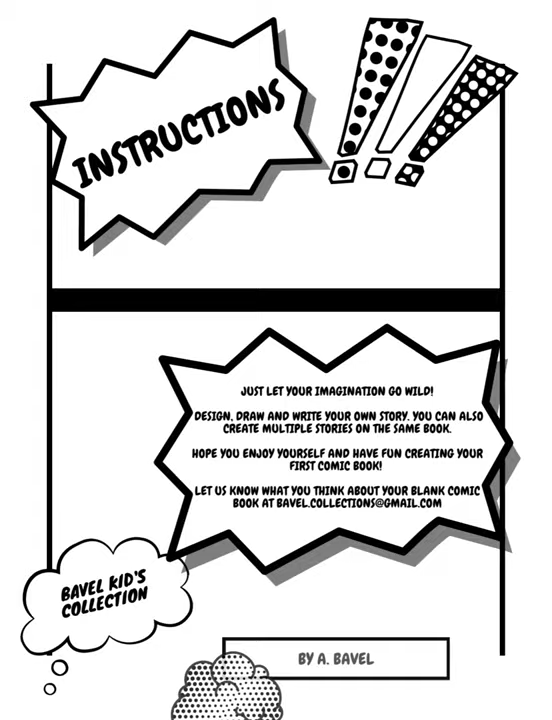 INSTRUCTIONS
JUST LET YOUR IMAGINATION GO WILD!
DESIGN, DRAW AND WRITE YOUR OWN STORY. YOU CAN ALSO
CREATE MULTIPLE STORIES ON THE SAME BOOK.
HOPE YOU ENJOY YOURSELF AND HAVE FUN CREATING YOUR
FIRST COMIC BOOK!
LET US KNOW WHAT YOU THINK ABOUT YOUR BLANK COMIC
BOOK AT BAVEL.COLLECTIONS@GMAIL.COM
BAVEL KID'S
COLLECTION
BY A. BAVEL